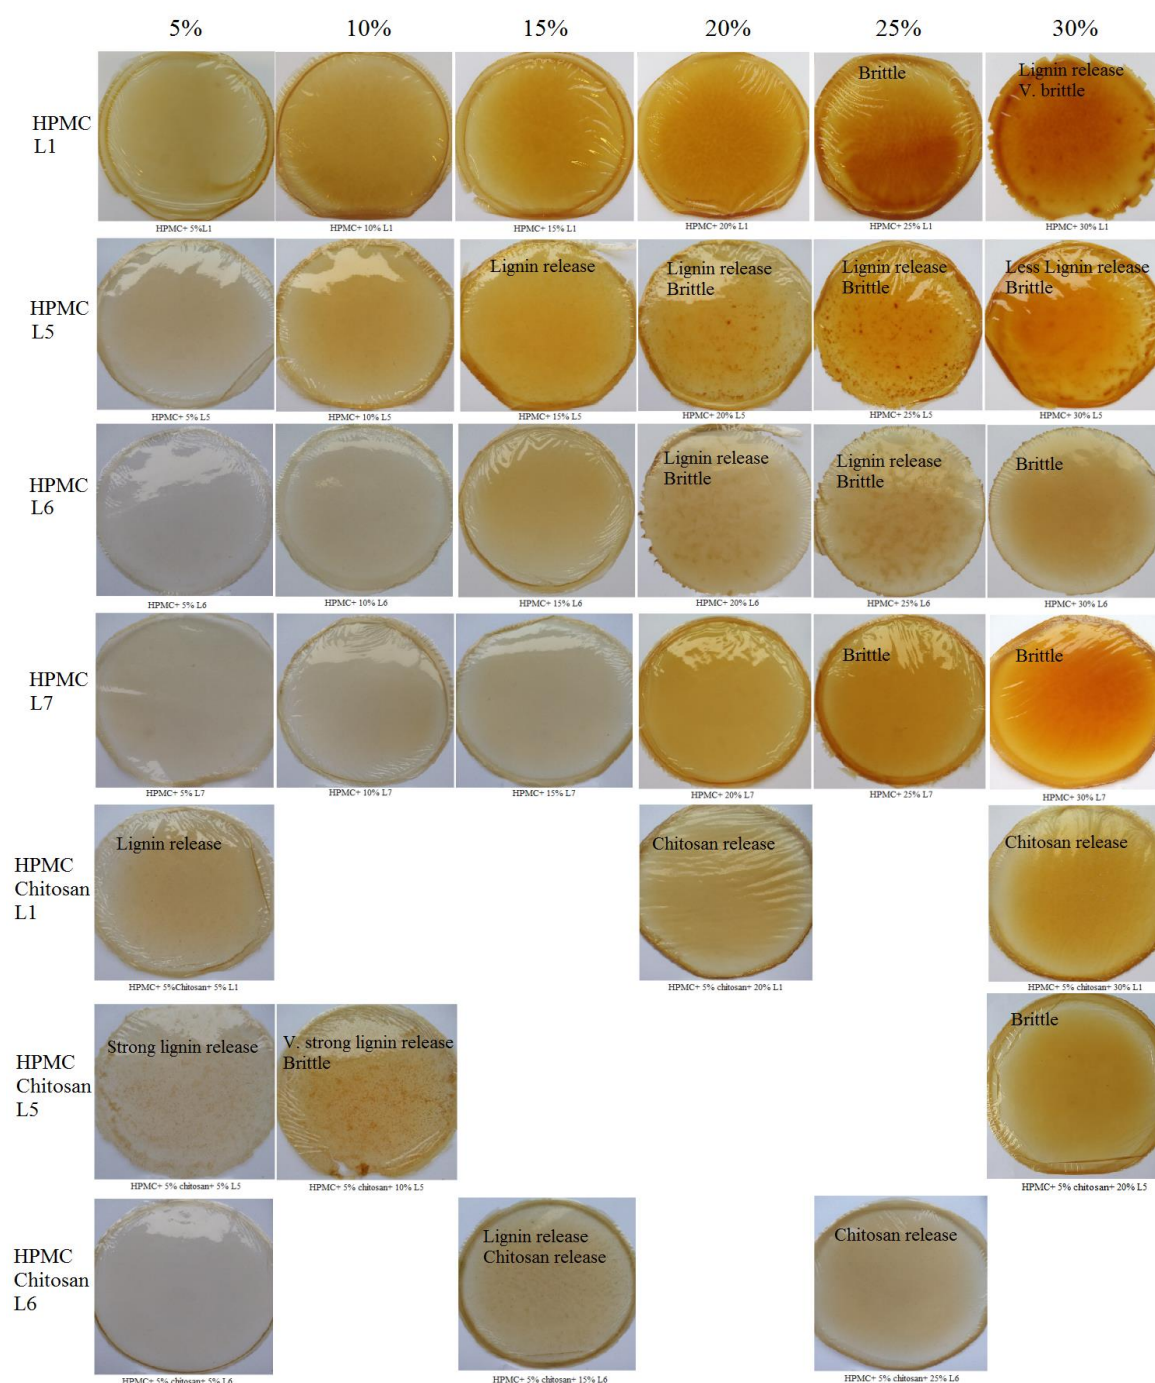 5% 10% 15% 20% 25% 30%
HPMC
L1
Brittle
Lignin release
V. brittle
HPMC+ 5%L1
HPMC+ 10% L1
HPMC+ 15% L1
HPMC+ 20% L1
HPMC+ 25% L1
HPMC+ 30% L1
HPMC
L5
Lignin release
Lignin release
Brittle
Lignin release
Brittle
Less Lignin release
Brittle
HPMC+ 5% L5
HPMC+ 10% L5
HPMC+ 15% L5
HPMC+ 20% L5
HPMC+ 25% L5
HPMC+ 30% L5
HPMC
L6
Lignin release
Brittle
Lignin release
Brittle
Brittle
HPMC+ 5% L6
HPMC+ 10% L6
HPMC+ 15% L6
HPMC+ 20% L6
HPMC+ 25% L6
HPMC+ 30% L6
HPMC
L7
Brittle
Brittle
HPMC+ 5% L7
HPMC+ 10% L7
HPMC+ 15% L7
HPMC+ 20% L7
HPMC+ 25% L7
HPMC+ 30% L7
HPMC
Chitosan
L1
Lignin release
Chitosan release
Chitosan release
HPMC+ 5%Chitosan+ 5% L1
HPMC+ 5% chitosan+ 20% L1
HPMC+ 5% chitosan+ 30% L1
HPMC
Chitosan
L5
Strong lignin release
V. strong lignin release
Brittle
Brittle
HPMC+ 5% chitosan+ 5% L5
HPMC+ 5% chitosan+ 10% L5
HPMC+ 5% chitosan+ 20% L5
HPMC
Chitosan
L6
Lignin release
Chitosan release
Chitosan release
HPMC+ 5% chitosan+ 5% L6
HPMC+ 5% chitosan+ 15% L6
HPMC+ 5% chitosan+ 25% L6